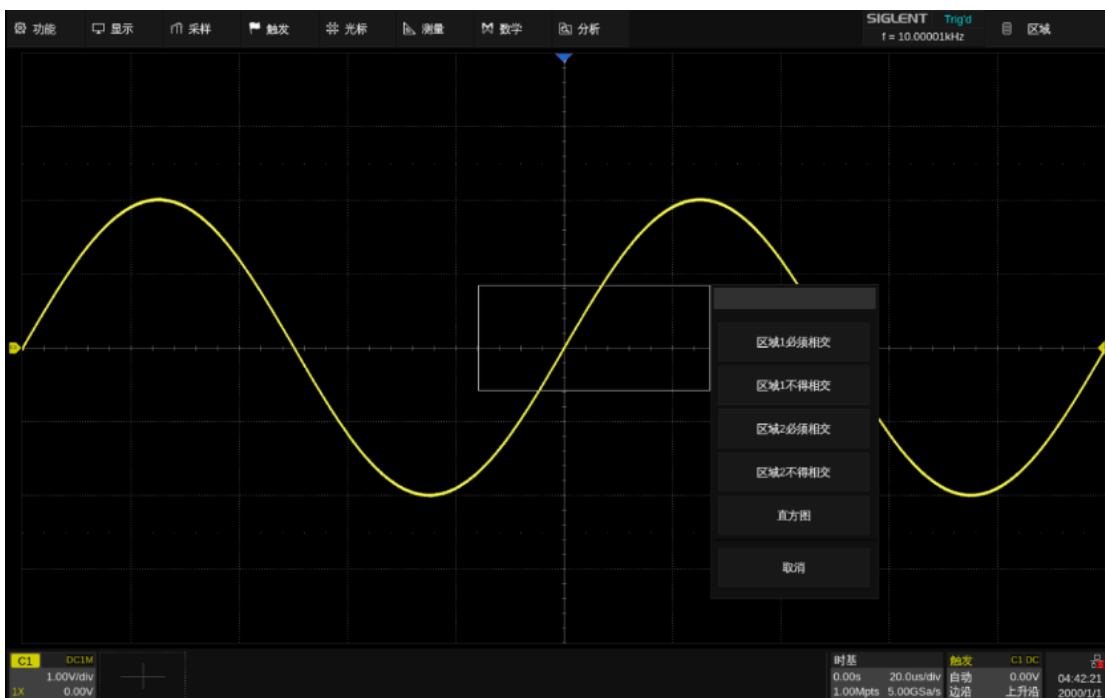 功能 显示 采样 触发 光标 测量 数学 分析 SIGLENT Trig'd 区域
f = 10.00001kHz
区域1必须相交
区域1不得相交
区域2必须相交
区域2不得相交
直方图
取消
C1 DC1M 时基 触发 C1 DC
1.00V/div 0.00s 20.0us/div 自动 0.00V 04:42:21
1X 0.00V 1.00Mpts 5.00GSa/s 边沿 上升沿 2000/1/1